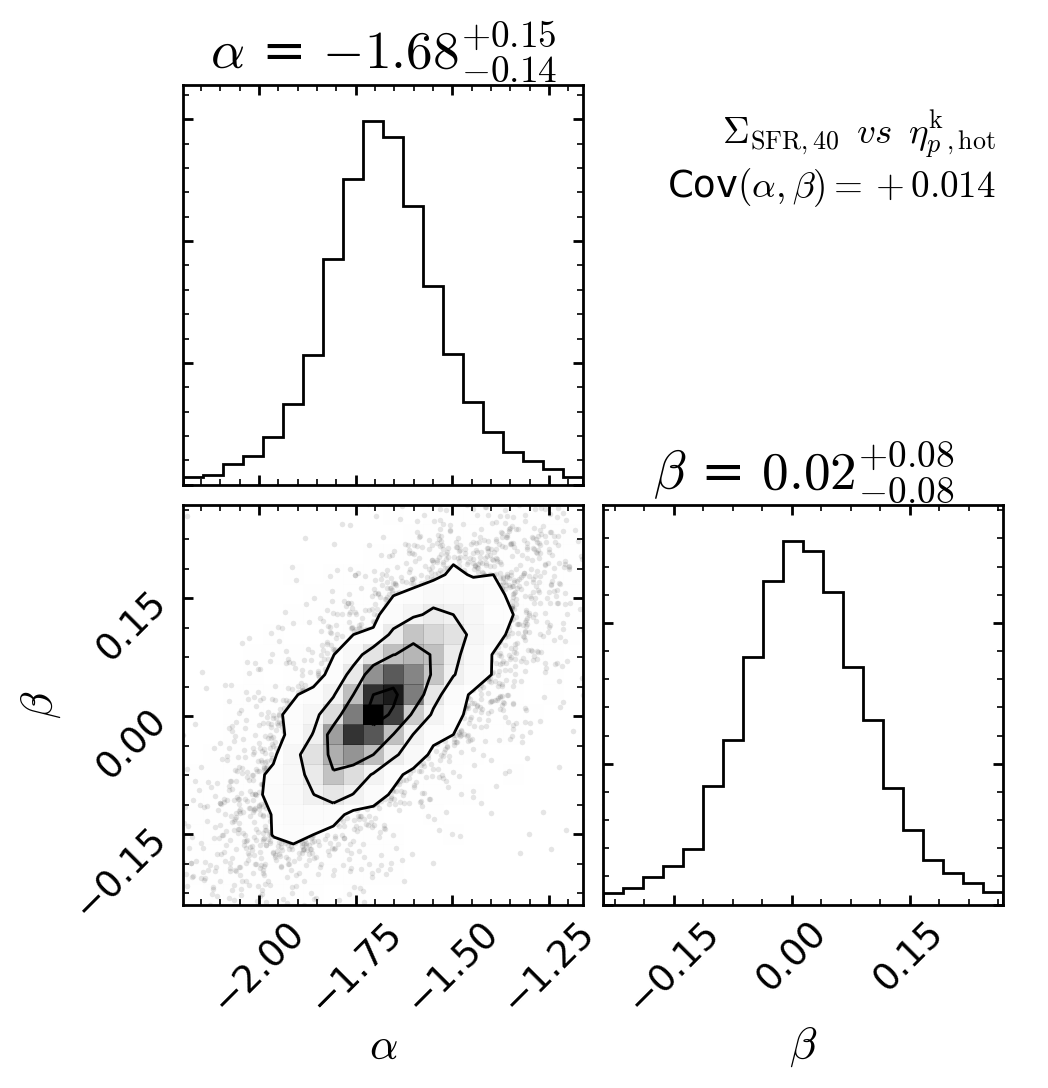 α = −1.68+0.15−0.14
ΣSFR, 40 vs ηkp , hot
Cov(α, β) = +0.014
β = 0.02+0.08−0.08
β
0.15
0.00
−0.15
−2.00 −1.75 −1.50 −1.25
α
−0.15 0.00 0.15
β